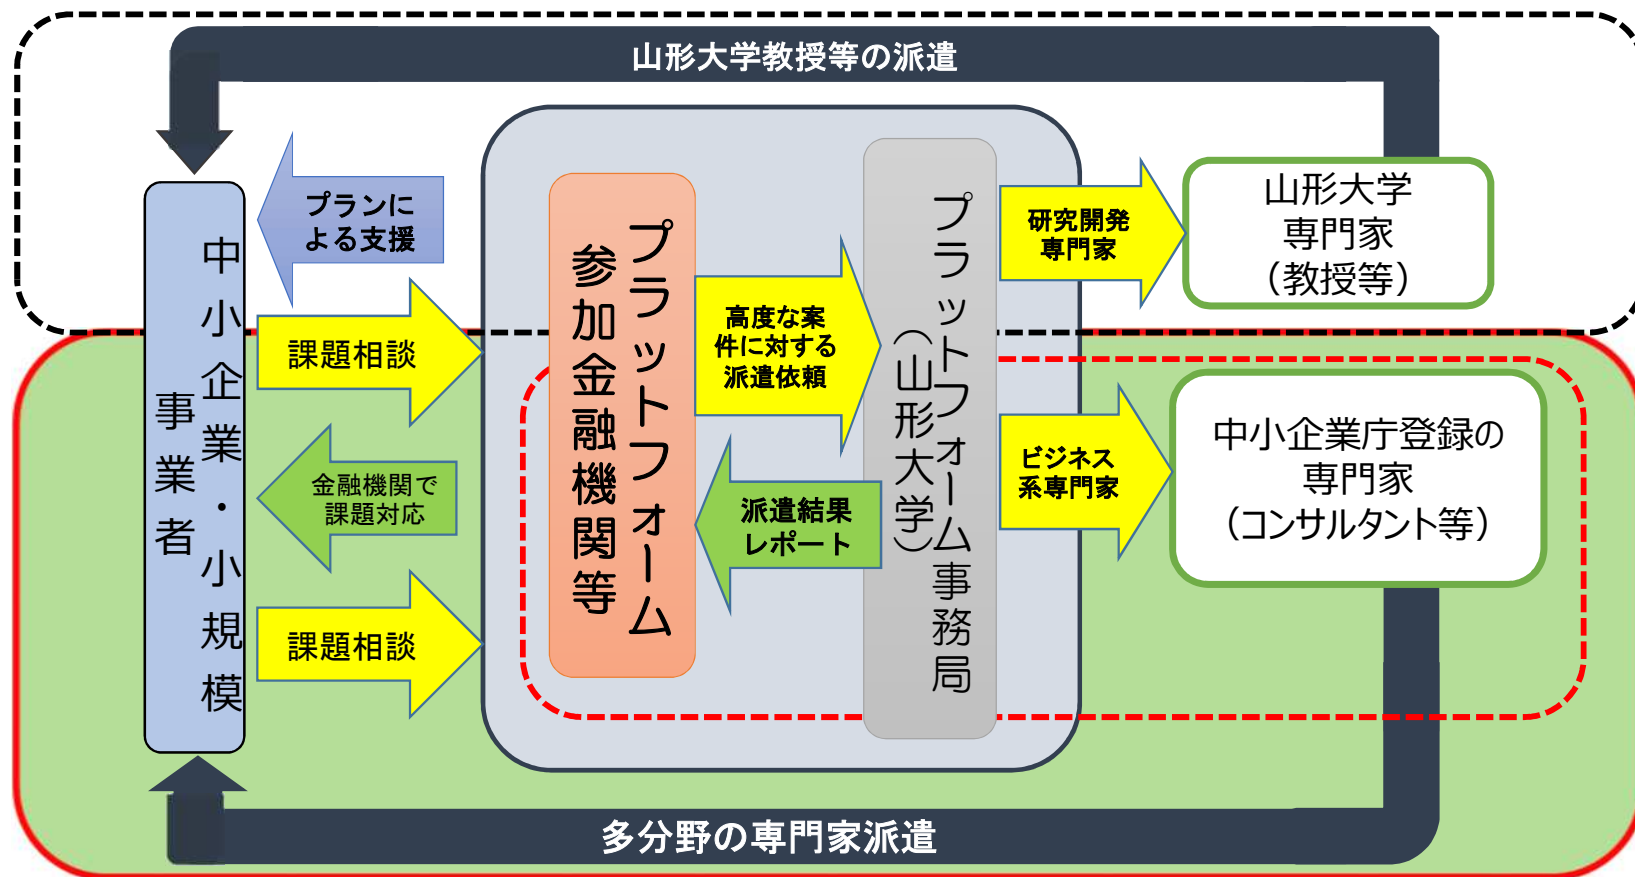 山形大学教授等の派遣
中小企業・小規模
事業者
プランに
よる支援
課題相談
金融機関で
課題対応
課題相談
プラットフォーム
参加金融機関等
高度な案
件に対する
派遣依頼
派遣結果
レポート
プラットフォーム事務局
（山形大学）
研究開発
専門家
ビジネス
系専門家
山形大学
専門家
（教授等）
中小企業庁登録の
専門家
（コンサルタント等）
多分野の専門家派遣